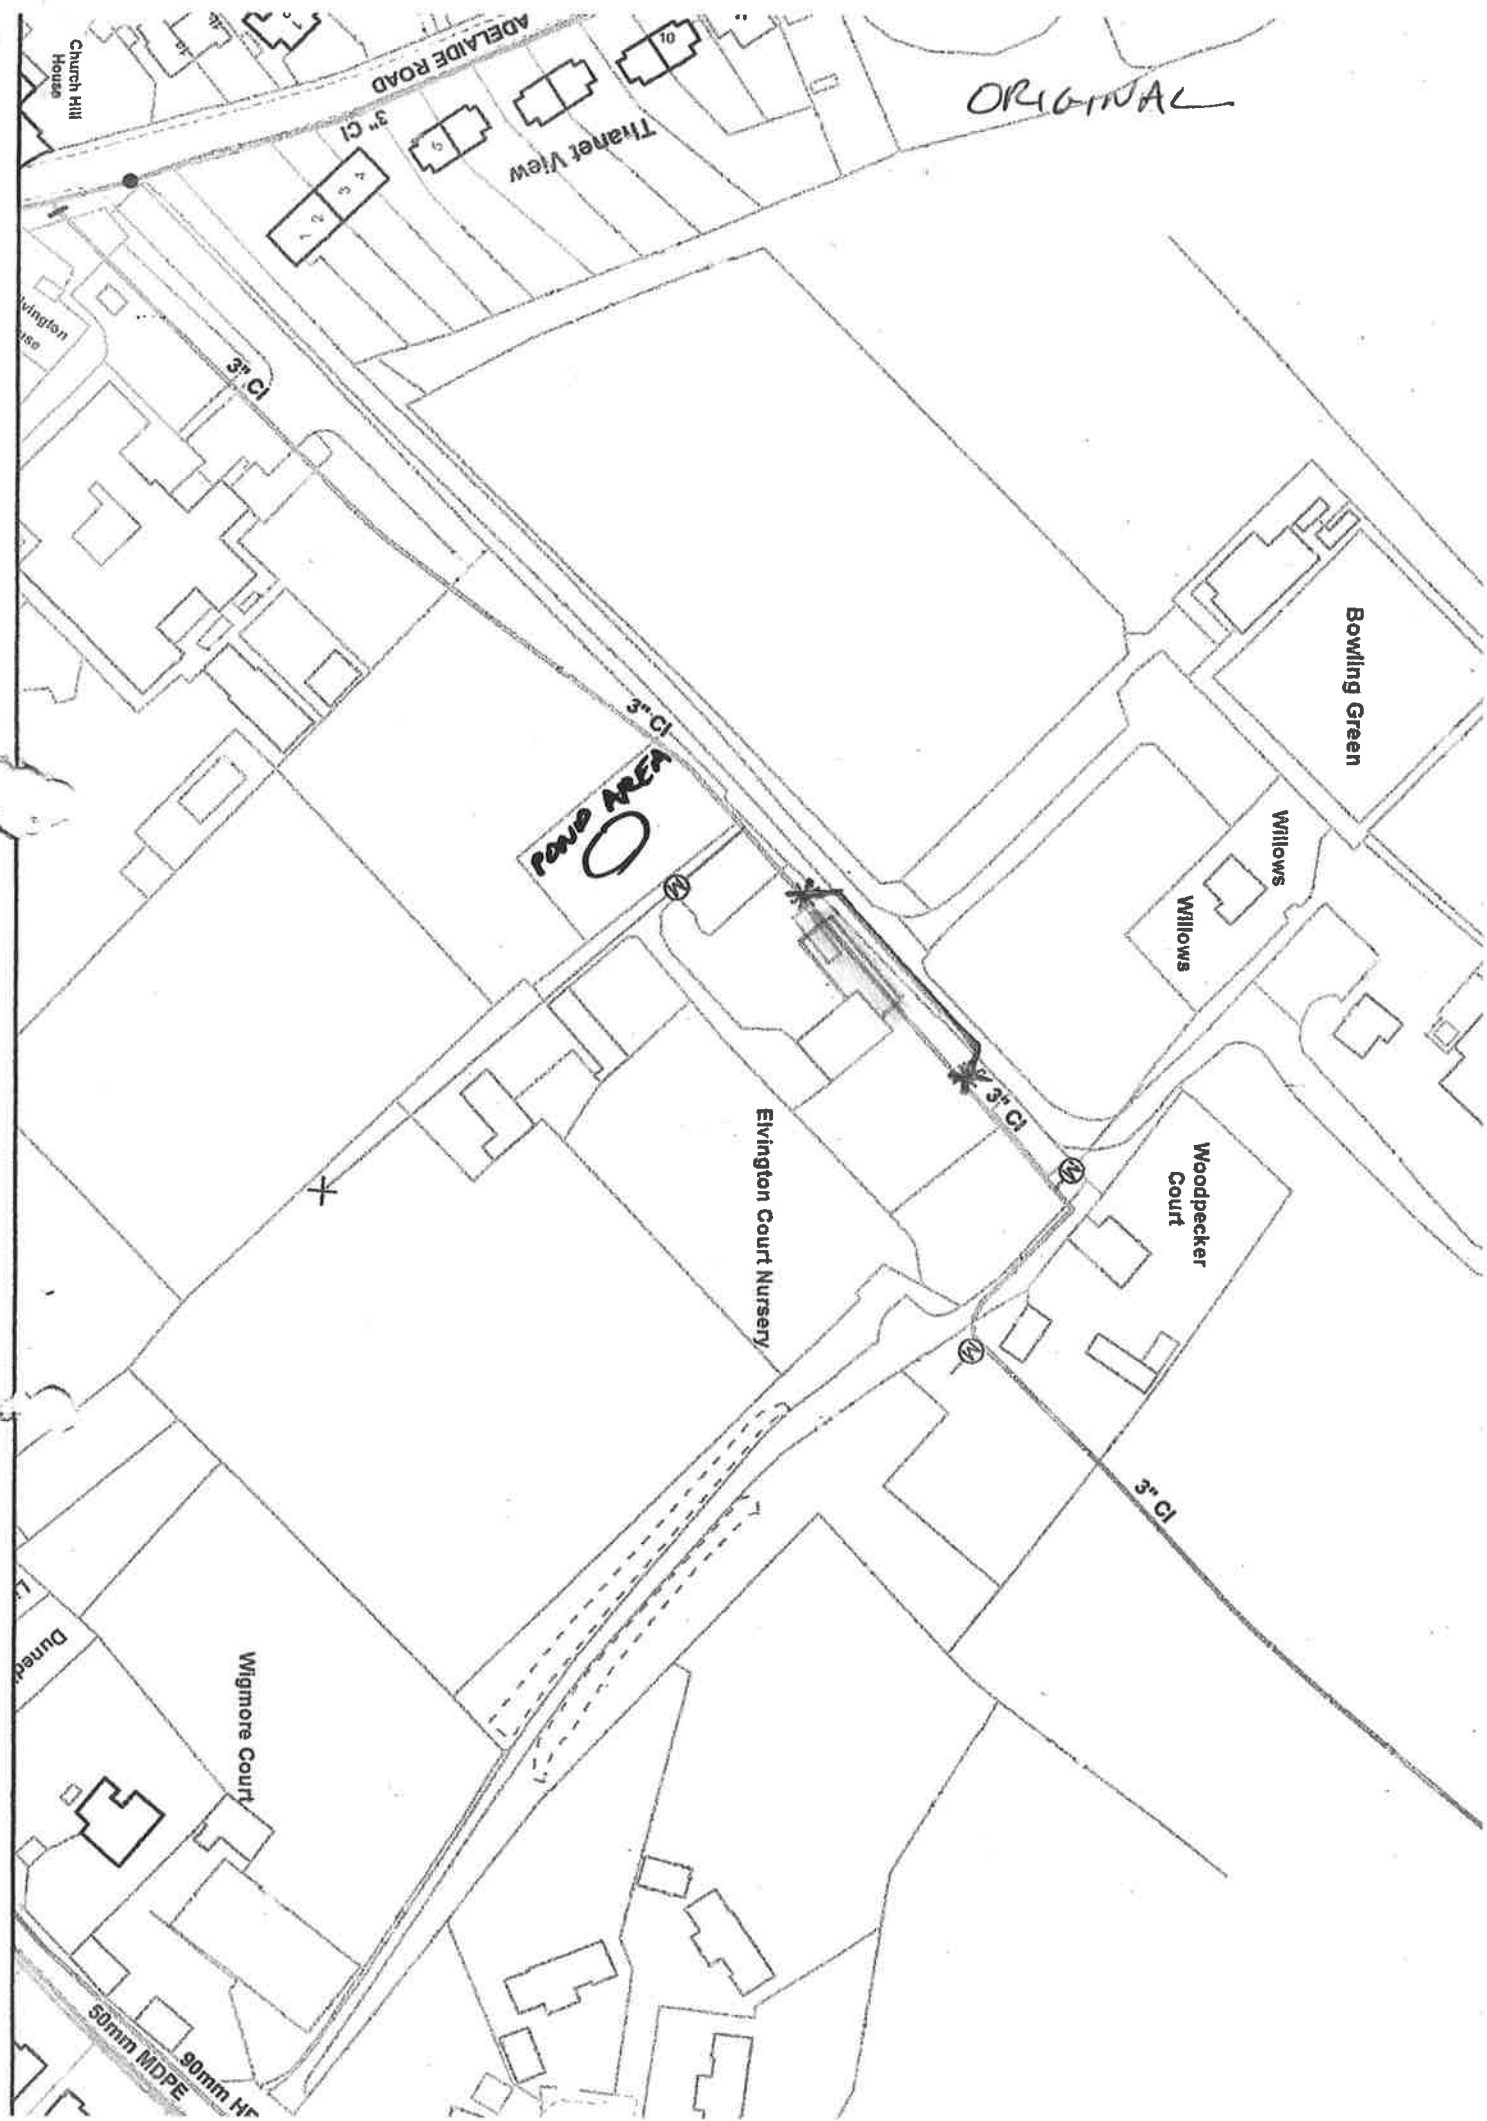 ORIGINAL
Church Hill
House
ADELAIDE ROAD
10
5
3" CI
Thanet View
1 2
3 4
3" CI
Bowling Green
3" CI
POND AREA
Willows
Willows
M
3" CI
M
Elvington Court Nursery
Woodpecker
Court
M
3" CI
Wigmore Court
50mm MDPE